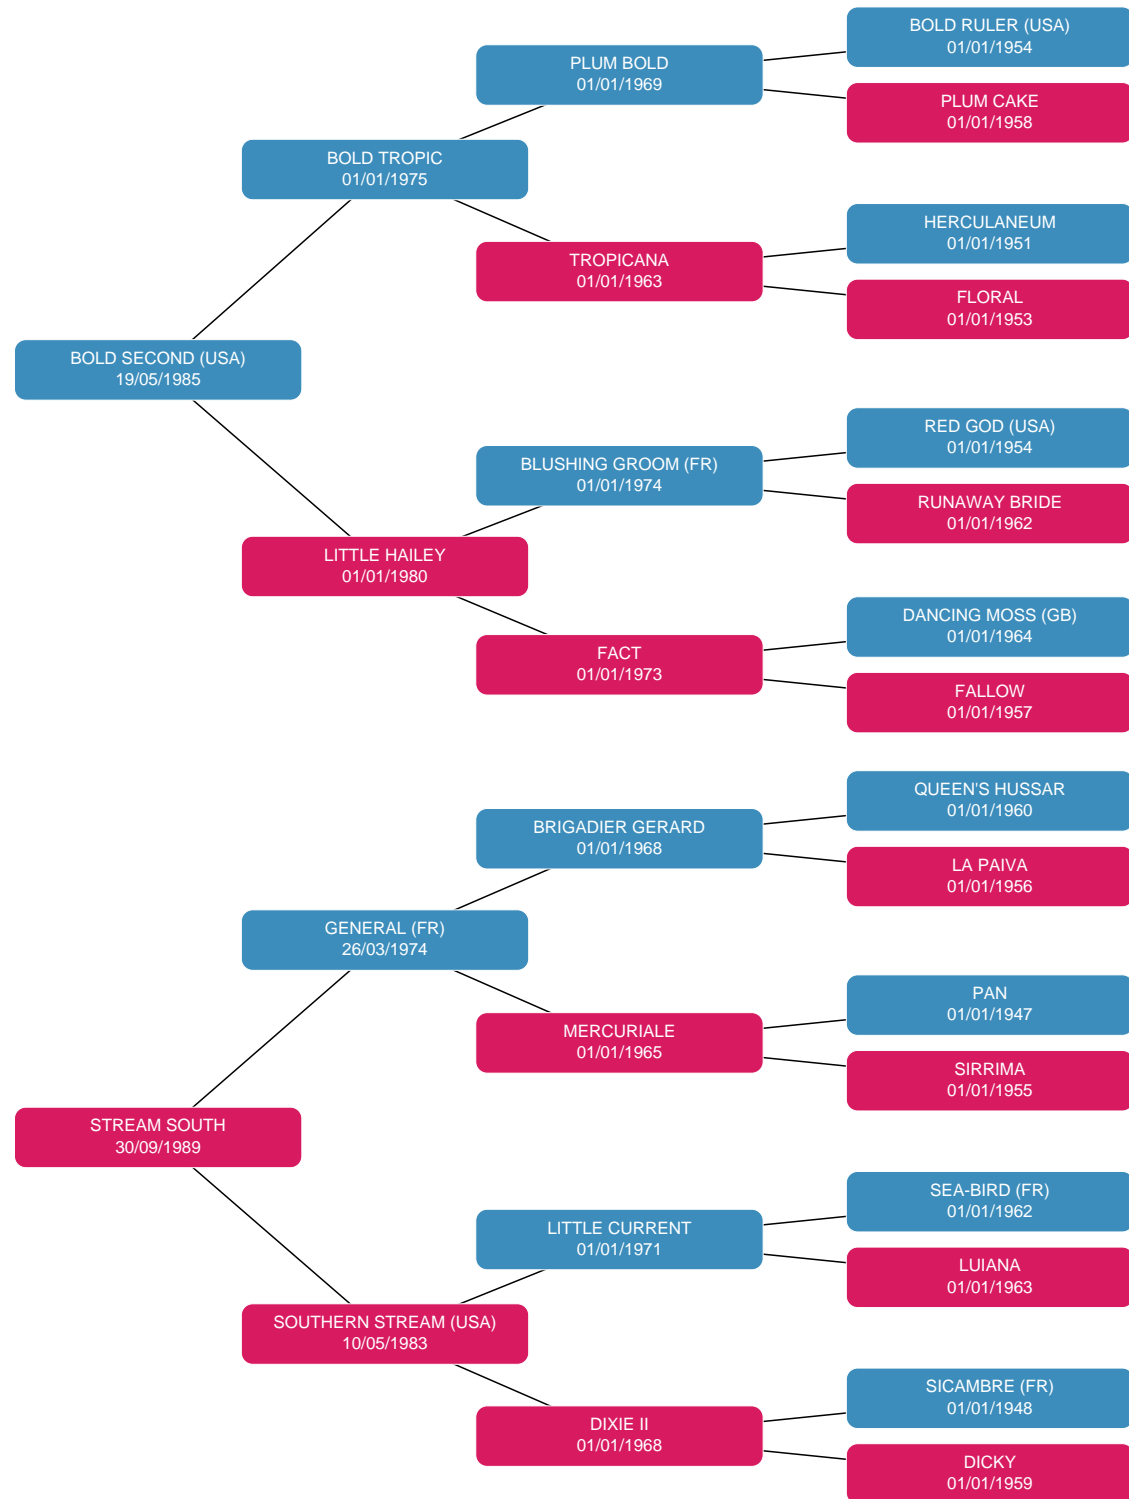 BOLD RULER (USA)
01/01/1954
PLUM BOLD
01/01/1969
PLUM CAKE
01/01/1958
BOLD TROPIC
01/01/1975
HERCULANEUM
01/01/1951
TROPICANA
01/01/1963
FLORAL
01/01/1953
BOLD SECOND (USA)
19/05/1985
RED GOD (USA)
01/01/1954
BLUSHING GROOM (FR)
01/01/1974
RUNAWAY BRIDE
01/01/1962
LITTLE HAILEY
01/01/1980
DANCING MOSS (GB)
01/01/1964
FACT
01/01/1973
FALLOW
01/01/1957
QUEEN'S HUSSAR
01/01/1960
BRIGADIER GERARD
01/01/1968
LA PAIVA
01/01/1956
GENERAL (FR)
26/03/1974
PAN
01/01/1947
MERCURIALE
01/01/1965
SIRRIMA
01/01/1955
STREAM SOUTH
30/09/1989
SEA-BIRD (FR)
01/01/1962
LITTLE CURRENT
01/01/1971
LUIANA
01/01/1963
SOUTHERN STREAM (USA)
10/05/1983
SICAMBRE (FR)
01/01/1948
DIXIE II
01/01/1968
DICKY
01/01/1959